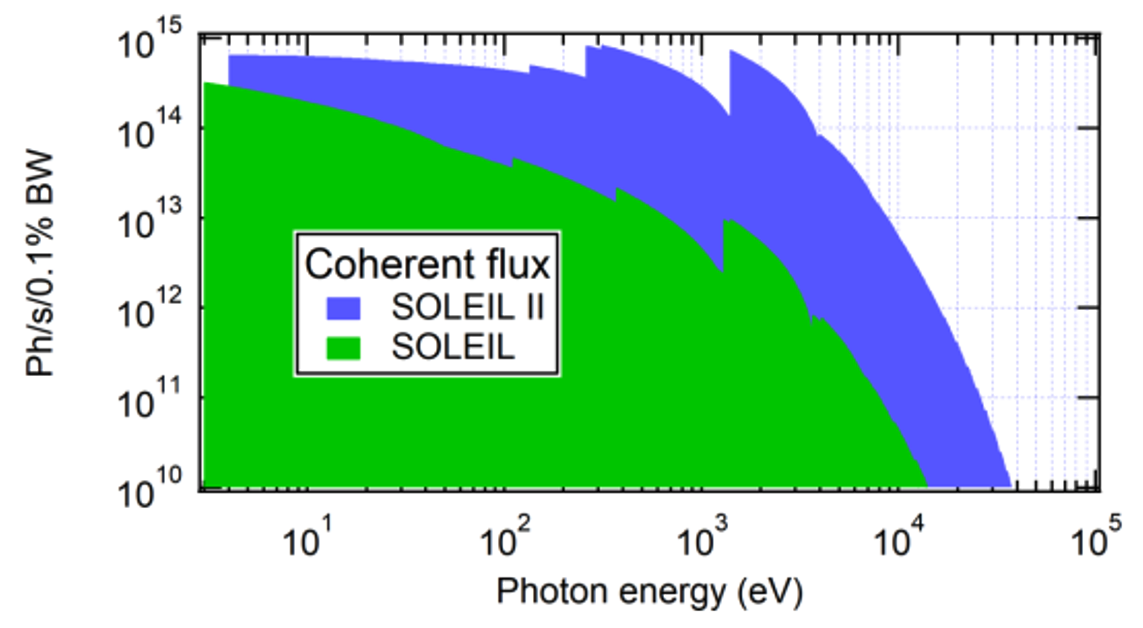 10^15
10^14
10^13
10^12
10^11
10^10
Ph/s/0.1% BW
Coherent flux
SOLEIL II
SOLEIL
10^1 10^2 10^3 10^4 10^5
Photon energy (eV)